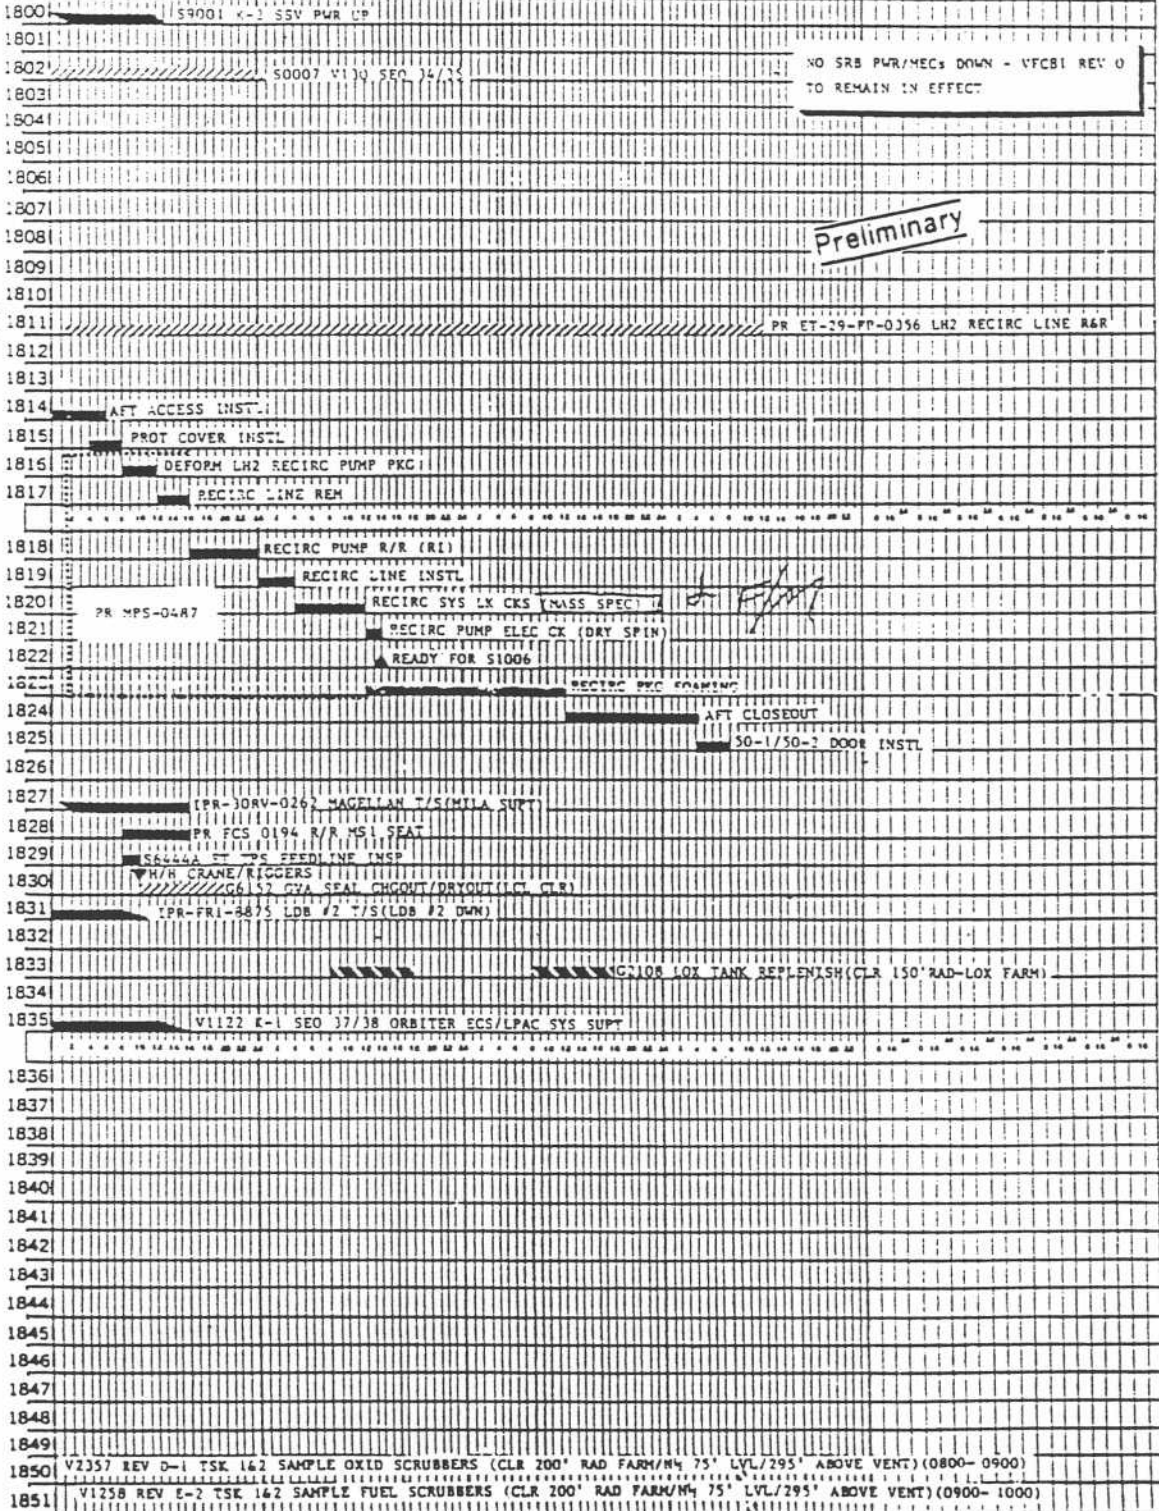 1800 S9001 K-2 SSV PWR UP
1801
1802 S0007 V130 SEQ 34/35
NO SRB PWR/MECs DOWN - VFCBI REV O
TO REMAIN IN EFFECT
1803
1804
1805
1806
1807
Preliminary
1808
1809
1810
1811 PR ET-29-FP-0356 LH2 RECIRC LINE R&R
1812
1813
1814 AFT ACCESS INSTL
1815 PROT COVER INSTL
1816 DEFORM LH2 RECIRC PUMP PKG
1817 RECIRC LINE REM
1818 RECIRC PUMP R/R (RI)
1819 RECIRC LINE INSTL
1820 RECIRC SYS LK CKS (MASS SPEC)
PR MPS-0487
1821 RECIRC PUMP ELEC CK (DRY SPIN)
1822 READY FOR S1006
1823 RECIRC PKG FOAMING
1824 AFT CLOSEOUT
1825 50-1/50-2 DOOR INSTL
1826
1827 IPR-30RV-0262 MAGELLAN T/S(MILA SUPT)
1828 PR FCS 0194 R/R MS1 SEAT
1829 S6444A ET TPS FEEDLINE INSP
H/H CRANE/RIGGERS
1830 G6152 GVA SEAL CHGOUT/DRYOUT(LCL CLR)
1831 IPR-FR1-8875 LDB #2 T/S(LDB #2 DWN)
1832
1833 G2108 LOX TANK REPLENISH(CLR 150'RAD-LOX FARM)
1834
1835 V1122 K-1 SEQ 37/38 ORBITER ECS/LPAC SYS SUPT
1836
1837
1838
1839
1840
1841
1842
1843
1844
1845
1846
1847
1848
1849
1850 V2357 REV D-1 TSK 1&2 SAMPLE OXID SCRUBBERS (CLR 200' RAD FARM/N4 75' LVL/295' ABOVE VENT)(0800-0900)
1851 V1258 REV E-2 TSK 1&2 SAMPLE FUEL SCRUBBERS (CLR 200' RAD FARM/N4 75' LVL/295' ABOVE VENT)(0900-1000)